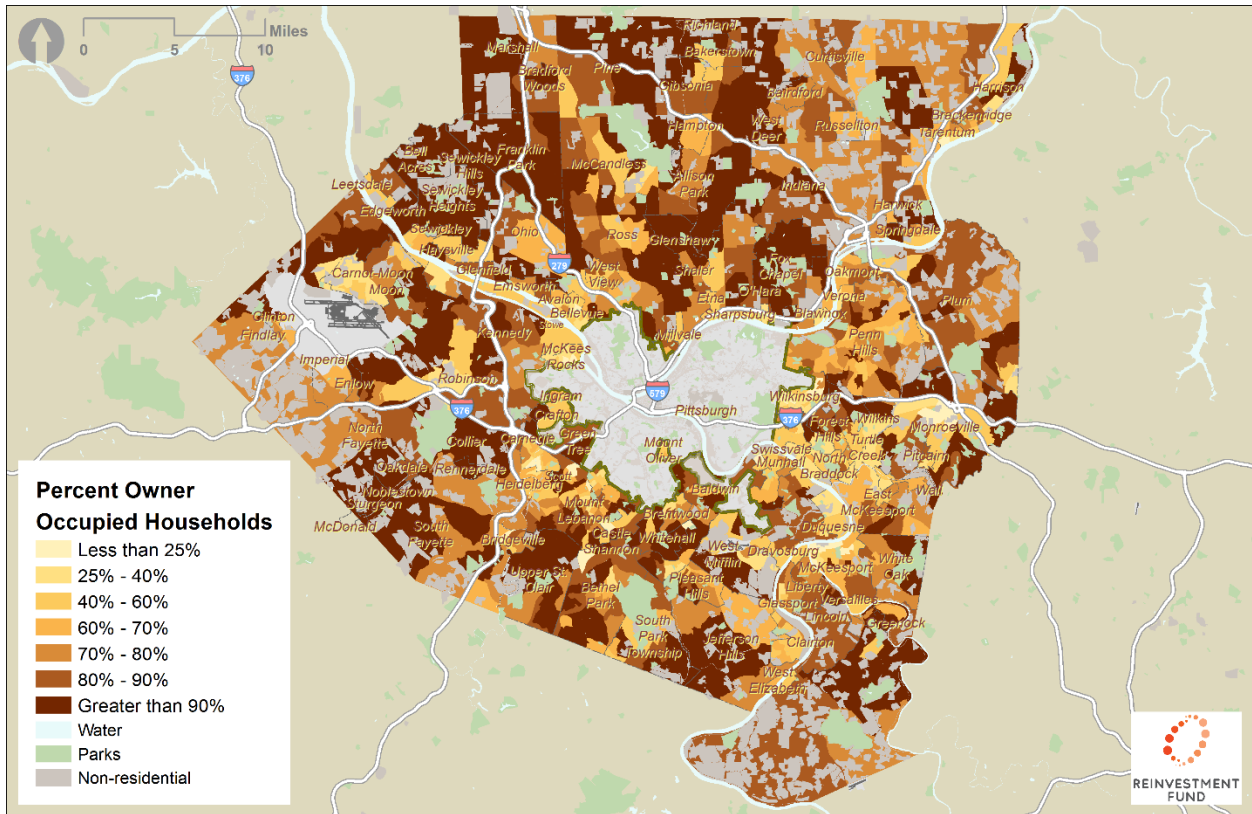 Miles
0 5 10
376
Marshall
Richland
Bakerstown
Curtisville
Bradford
Woods
Pine
Gibsonia
Bairdford
Harrison
Hampton
West
Deer
Russellton
Brackenridge
Tarentum
Bell
Acres
Sewickley
Hills
Franklin
Park
McCandless
Allison
Park
Indiana
Leetsdale
Sewickley
Heights
Edgeworth
Harwick
Springdale
Sewickley
Haysville
Ohio
Ross
Glenshaw
Glenfield
279
West
View
Shaler
Fox
Chapel
O'Hara
Oakmont
Carnot-Moon
Moon
Emsworth
Avalon
Bellevue
Etna
Sharpsburg
Verona
Blawnox
Plum
Clinton
Findlay
Kennedy
Stowe
Millvale
Penn
Hills
Imperial
McKees
Rocks
Enlow
Robinson
Ingram
579
Wilkinsburg
376
Crafton
Pittsburgh
376
Forest
Hills
Wilkins
Monroeville
North
Fayette
Collier
Carnegie
Green
Tree
Mount
Oliver
Swissvale
Munhall
North
Braddock
Turtle
Creek
Pitcairn
Oakdale
Rennerdale
Heidelberg
Scott
Baldwin
East
McKeesport
Wall
Noblestown
Sturgeon
Mount
Lebanon
Brentwood
Duquesne
McDonald
South
Fayette
Bridgeville
Castle
Shannon
Whitehall
West
Mifflin
Dravosburg
McKeesport
White
Oak
Upper St.
Clair
Bethel
Park
Pleasant
Hills
Liberty
Glassport
Versailles
Lincoln
Greenock
South
Park
Township
Jefferson
Hills
Clairton
West
Elizabeth
Percent Owner
Occupied Households
Less than 25%
25% - 40%
40% - 60%
60% - 70%
70% - 80%
80% - 90%
Greater than 90%
Water
Parks
Non-residential
REINVESTMENT
FUND